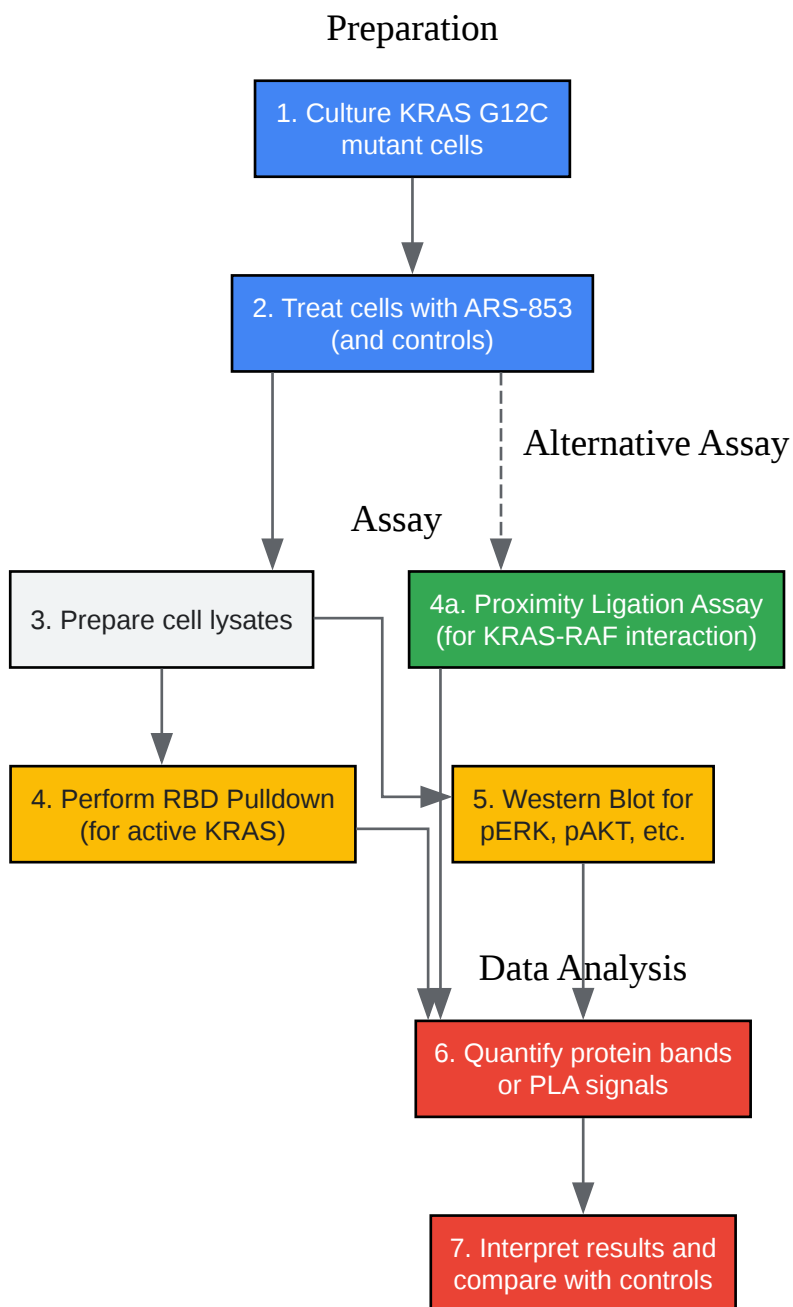 Preparation
1. Culture KRAS G12C
mutant cells
2. Treat cells with ARS-853
(and controls)
Alternative Assay
Assay
3. Prepare cell lysates
4a. Proximity Ligation Assay
(for KRAS-RAF interaction)
4. Perform RBD Pulldown
(for active KRAS)
5. Western Blot for
pERK, pAKT, etc.
Data Analysis
6. Quantify protein bands
or PLA signals
7. Interpret results and
compare with controls